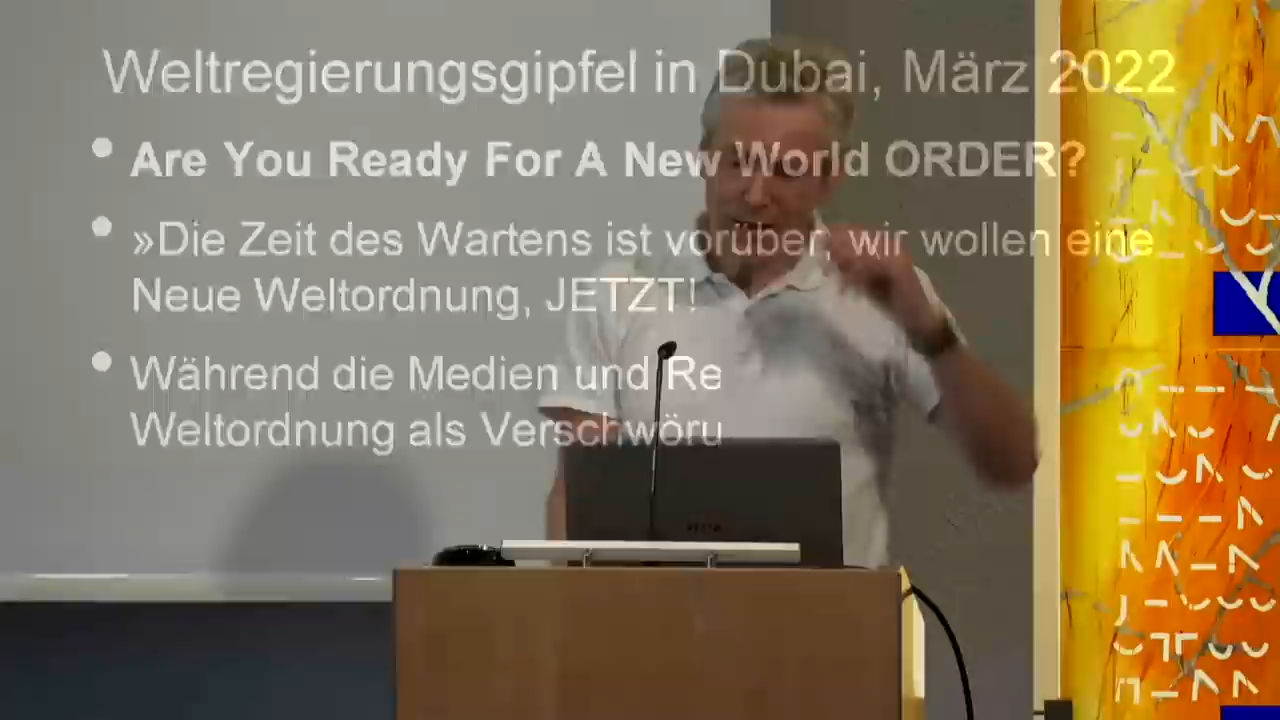 Weltregierungsgipfel in Dubai, März 2022
• Are You Ready For A New World ORDER?
• »Die Zeit des Wartens ist vorüber, wir wollen eine
Neue Weltordnung, JETZT!
• Während die Medien und Re
Weltordnung als Verschwöru